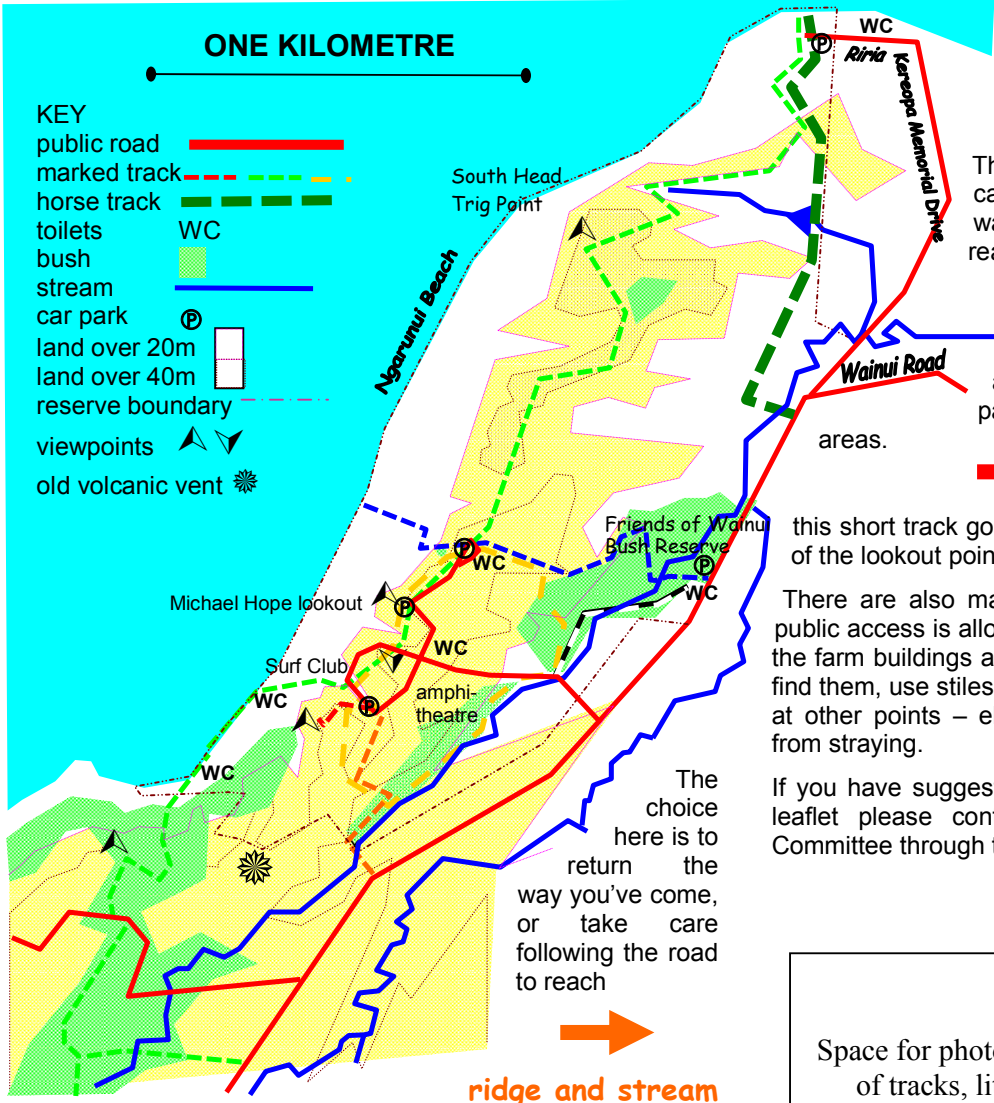 ONE KILOMETRE
KEY
public road
marked track
horse track
toilets WC
bush
stream
car park P
land over 20m
land over 40m
reserve boundary
viewpoints
old volcanic vent
South Head
Trig Point
Ngarunui Beach
WC
P
Riria
Kereopa Memorial Drive
Wainui Road
areas.
Friends of Wainu
Bush Reserve
P
WC
P
WC
Michael Hope lookout
P
WC
Surf Club
WC
P
amphi-
theatre
WC
this short track go
of the lookout poin
There are also ma
public access is allo
the farm buildings a
find them, use stiles
at other points – e
from straying.
If you have sugges
leaflet please con
Committee through t
The
choice
here is to
return the
way you've come,
or take care
following the road
to reach
ridge and stream
Space for photo
of tracks, li